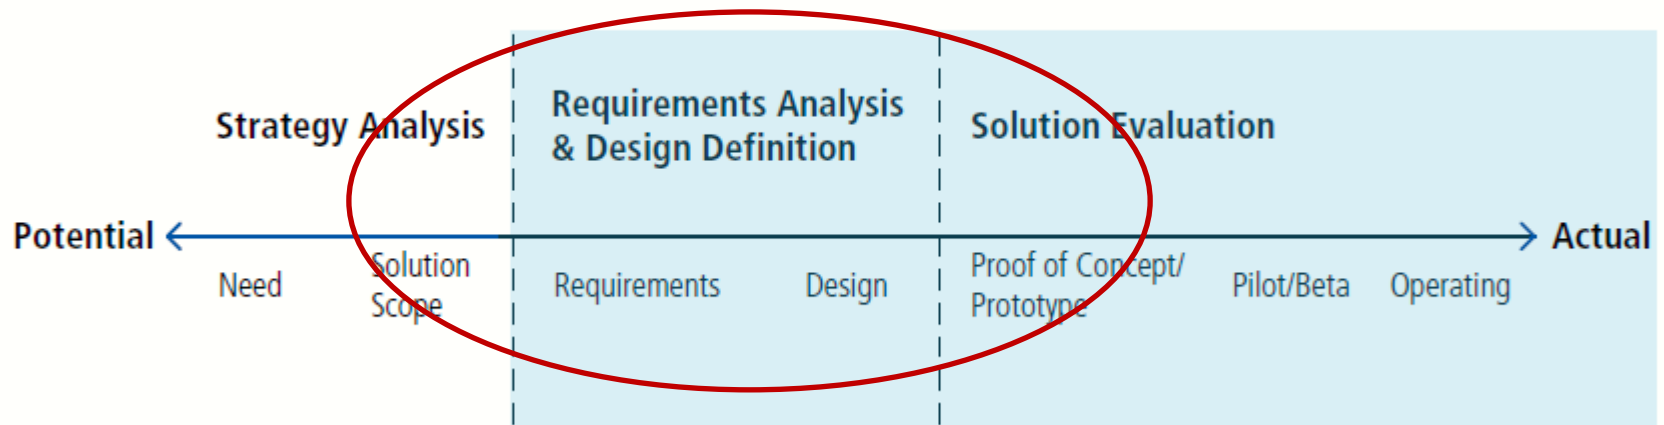 Strategy Analysis
Requirements Analysis
& Design Definition
Solution Evaluation
Potential
Actual
Need
Solution
Scope
Requirements
Design
Proof of Concept/
Prototype
Pilot/Beta
Operating